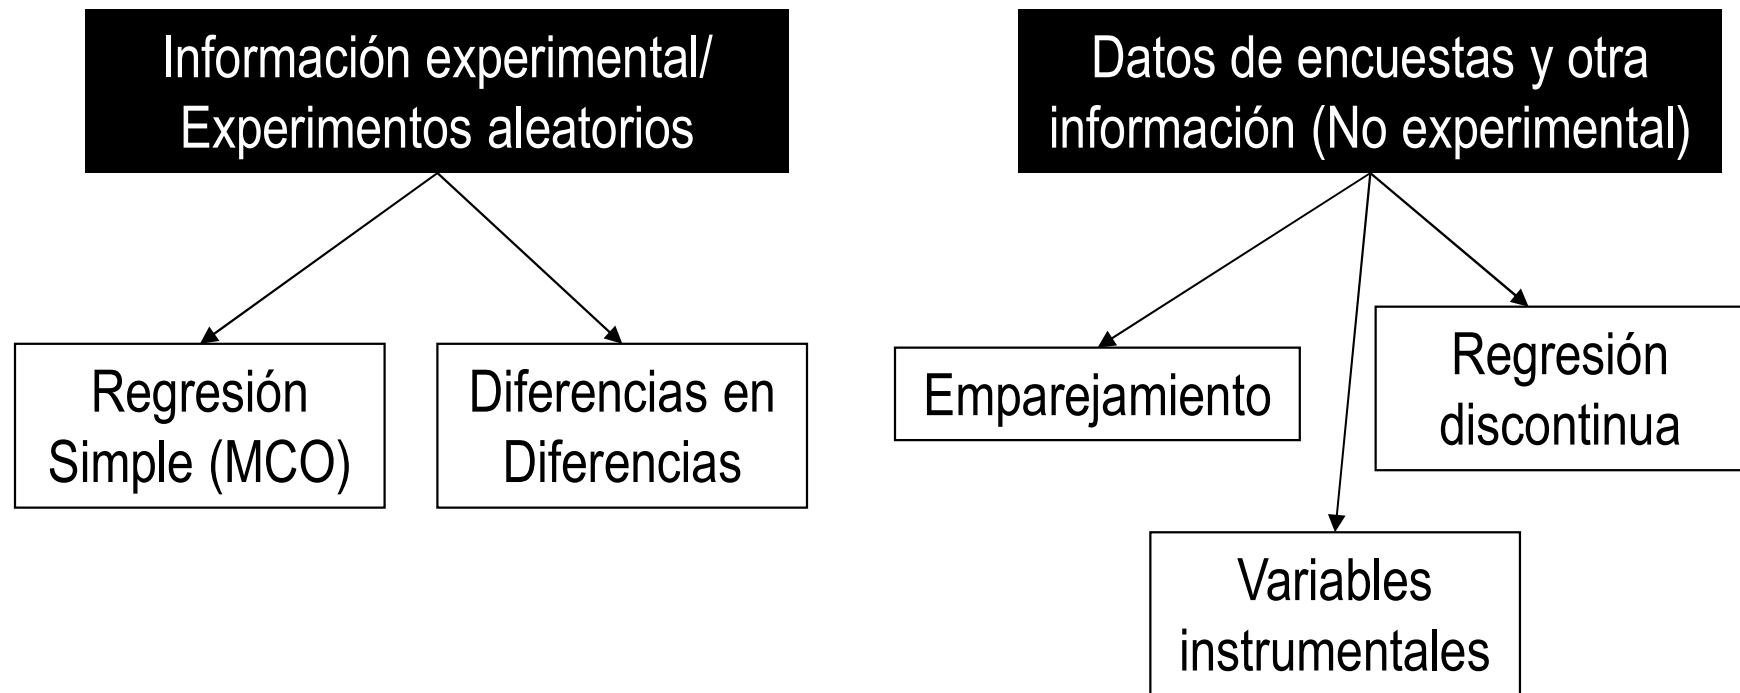 Información experimental/
Experimentos aleatorios
Datos de encuestas y otra
información (No experimental)
Regresión
Simple (MCO)
Diferencias en
Diferencias
Emparejamiento
Regresión
discontinua
Variables
instrumentales